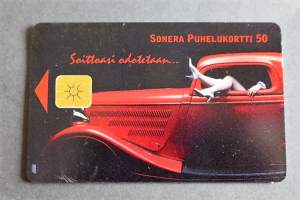 SONERA PUHELUKORTTI 50
Soittoasi odotetaan...